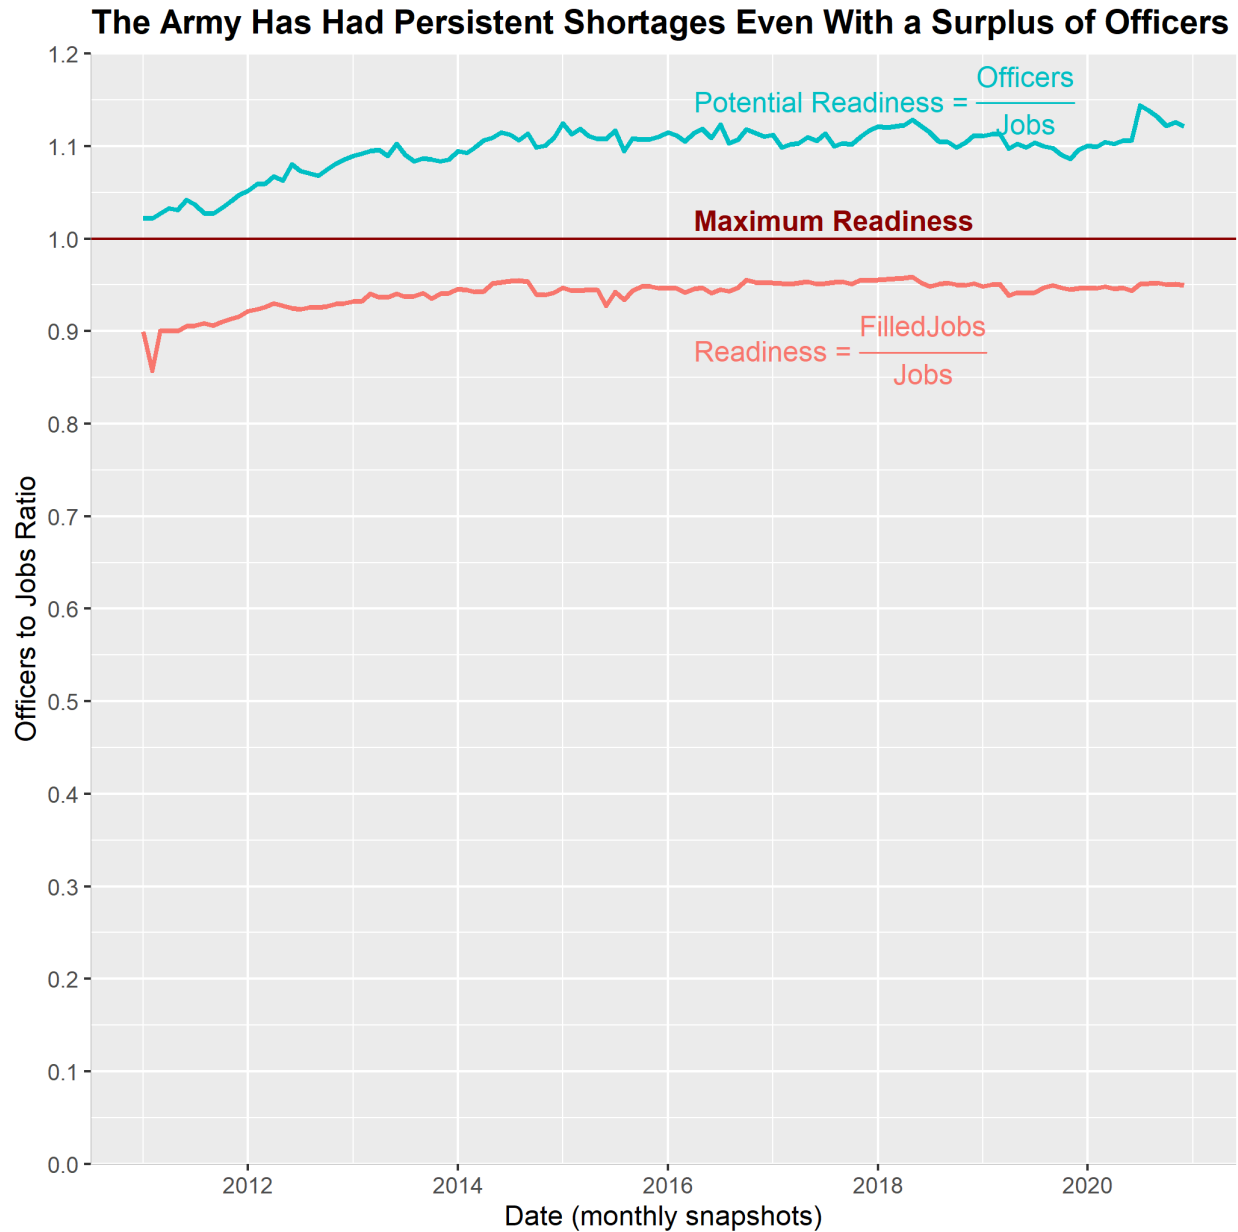 The Army Has Had Persistent Shortages Even With a Surplus of Officers
1.2
1.1
1.0
0.9
0.8
0.7
0.6
0.5
0.4
0.3
0.2
0.1
0.0
Officers to Jobs Ratio
Officers
Potential Readiness =
Jobs
Maximum Readiness
FilledJobs
Readiness =
Jobs
2012 2014 2016 2018 2020
Date (monthly snapshots)